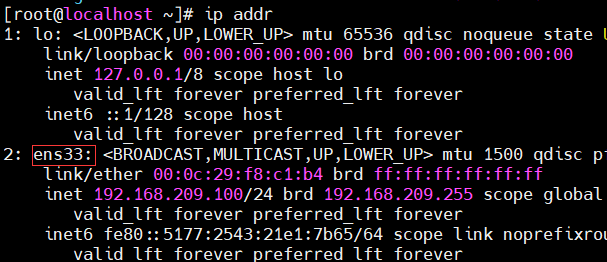 [root@localhost ~]# ip addr
1: lo: <LOOPBACK,UP,LOWER_UP> mtu 65536 qdisc noqueue state
link/loopback 00:00:00:00:00:00 brd 00:00:00:00:00:00
inet 127.0.0.1/8 scope host lo
valid_lft forever preferred_lft forever
inet6 ::1/128 scope host
valid_lft forever preferred_lft forever
2: ens33: <BROADCAST,MULTICAST,UP,LOWER_UP> mtu 1500 qdisc
link/ether 00:0c:29:f8:c1:b4 brd ff:ff:ff:ff:ff:ff
inet 192.168.209.100/24 brd 192.168.209.255 scope global
valid_lft forever preferred_lft forever
inet6 fe80::5177:2543:21e1:7b65/64 scope link noprefixrou
valid_lft forever preferred_lft forever